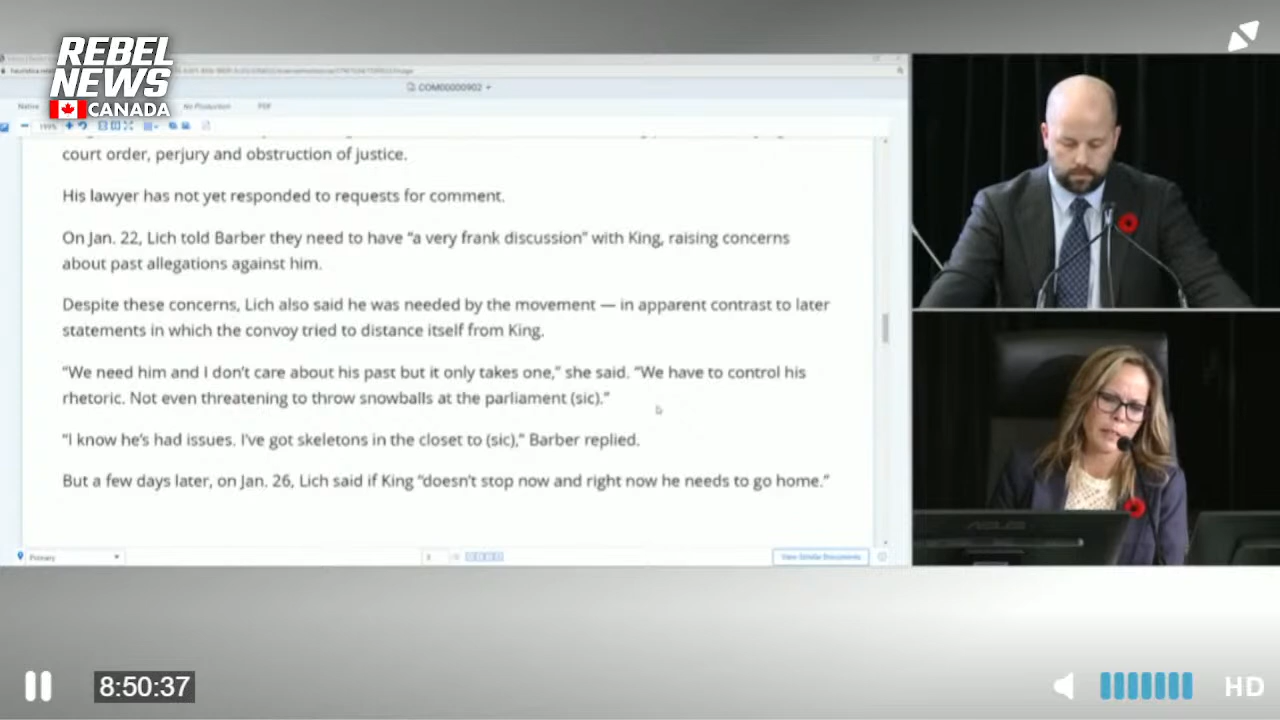 REBEL
NEWS
CANADA
COM00000902
Native
No Production
PDF
199%
court order, perjury and obstruction of justice.
His lawyer has not yet responded to requests for comment.
On Jan. 22, Lich told Barber they need to have “a very frank discussion” with King, raising concerns
about past allegations against him.
Despite these concerns, Lich also said he was needed by the movement — in apparent contrast to later
statements in which the convoy tried to distance itself from King.
“We need him and I don’t care about his past but it only takes one,” she said. “We have to control his
rhetoric. Not even threatening to throw snowballs at the parliament (sic).”
“I know he’s had issues. I’ve got skeletons in the closet to (sic),” Barber replied.
But a few days later, on Jan. 26, Lich said if King “doesn’t stop now and right now he needs to go home.”
Primary
View Similar Documents
ASUS
8:50:37
HD